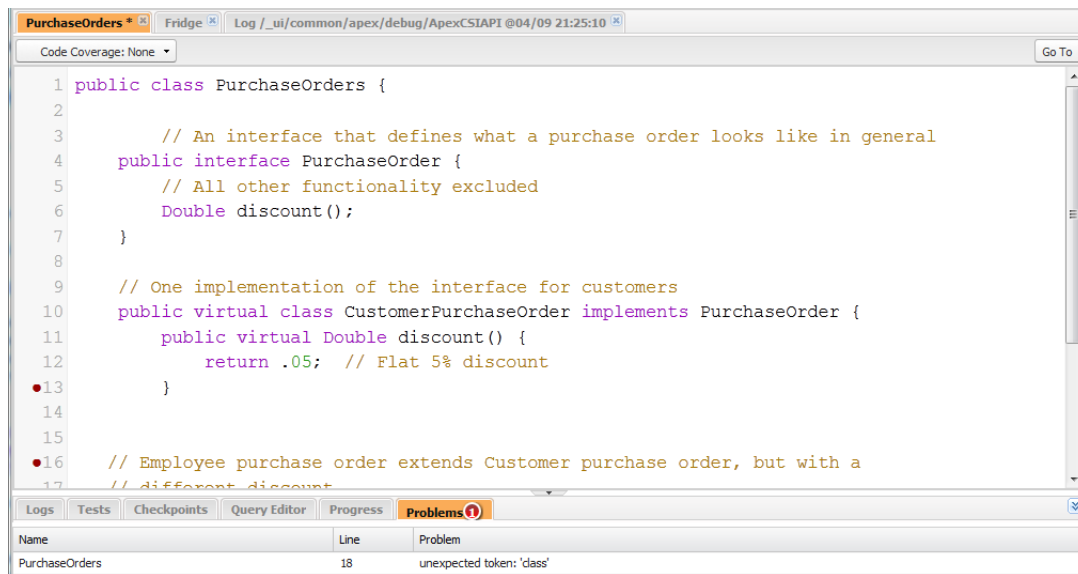 PurchaseOrders * Fridge Log /_ui/common/apex/debug/ApexCSIAPI @04/09 21:25:10
Code Coverage: None Go To
1 public class PurchaseOrders {
2
3 // An interface that defines what a purchase order looks like in general
4 public interface PurchaseOrder {
5 // All other functionality excluded
6 Double discount();
7 }
8
9 // One implementation of the interface for customers
10 public virtual class CustomerPurchaseOrder implements PurchaseOrder {
11 public virtual Double discount() {
12 return .05; // Flat 5% discount
13 }
14
15
16 // Employee purchase order extends Customer purchase order, but with a
17 // different discount
Logs Tests Checkpoints Query Editor Progress Problems 1
Name Line Problem
PurchaseOrders 18 unexpected token: 'class'